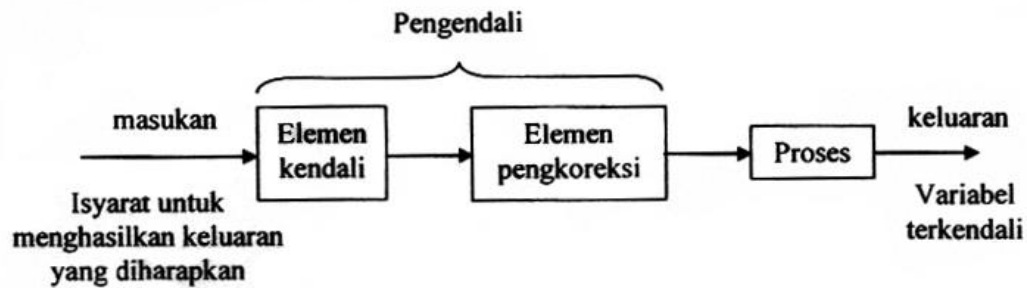 Pengendali
masukan
Isyarat untuk
menghasilkan keluaran
yang diharapkan
Elemen
kendali
Elemen
pengkoreksi
Proses
keluaran
Variabel
terkendali